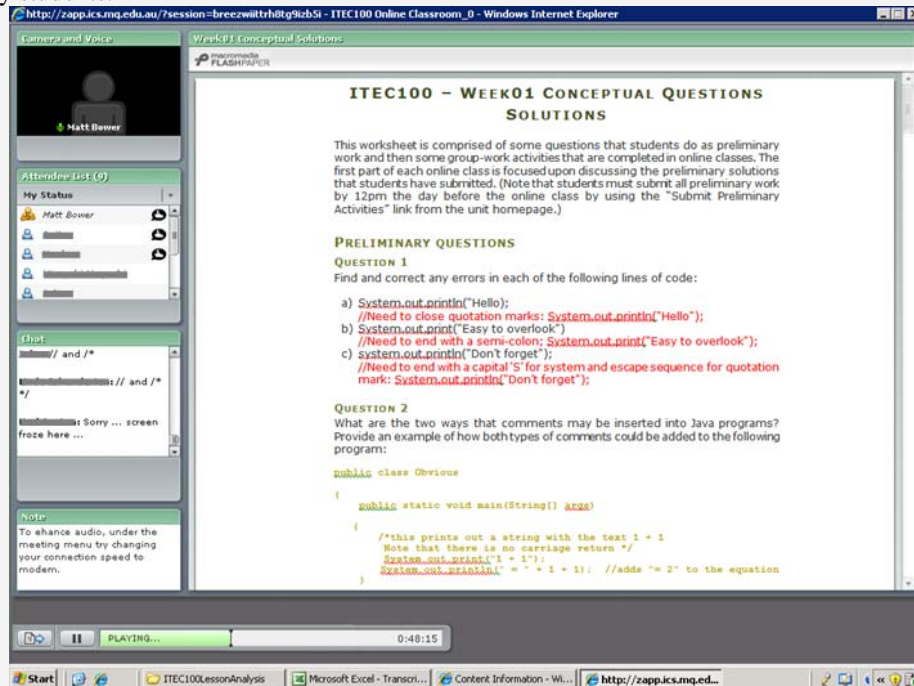 http://zapp.ics.mq.edu.au/?session=breezwiittrh8tg9izb5i - ITEC100 Online Classroom_0 - Windows Internet Explorer
Camera and Voice
Matt Bower
Attendee List (9)
My Status
Matt Bower
Chat
// and /*
: // and /*
*/
: Sorry ... screen
froze here ...
Note
To ehance audio, under the
meeting menu try changing
your connection speed to
modem.
Week01 Conceptual Solutions
macromedia
FLASHPAPER
ITEC100 – WEEK01 CONCEPTUAL QUESTIONS
SOLUTIONS
This worksheet is comprised of some questions that students do as preliminary
work and then some group-work activities that are completed in online classes. The
first part of each online class is focused upon discussing the preliminary solutions
that students have submitted. (Note that students must submit all preliminary work
by 12pm the day before the online class by using the "Submit Preliminary
Activities" link from the unit homepage.)
PRELIMINARY QUESTIONS
QUESTION 1
Find and correct any errors in each of the following lines of code:
a) System.out.println("Hello);
//Need to close quotation marks: System.out.println("Hello");
b) System.out.print("Easy to overlook")
//Need to end with a semi-colon; System.out.print("Easy to overlook");
c) system.out.println("Don't forget");
//Need to end with a capital 'S' for system and escape sequence for quotation
mark: System.out.println("Don't forget");
QUESTION 2
What are the two ways that comments may be inserted into Java programs?
Provide an example of how both types of comments could be added to the following
program:
public class Obvious
{
public static void main(String[] args)
{
/*this prints out a string with the text 1 + 1
Note that there is no carriage return */
System.out.print("1 + 1");
System.out.println(" = " + 1 + 1); //adds "= 2" to the equation
}
PLAYING...
0:48:15
Start
ITEC100LessonAnalysis
Microsoft Excel - Transcri...
Content Information - Wi...
http://zapp.ics.mq.ed...